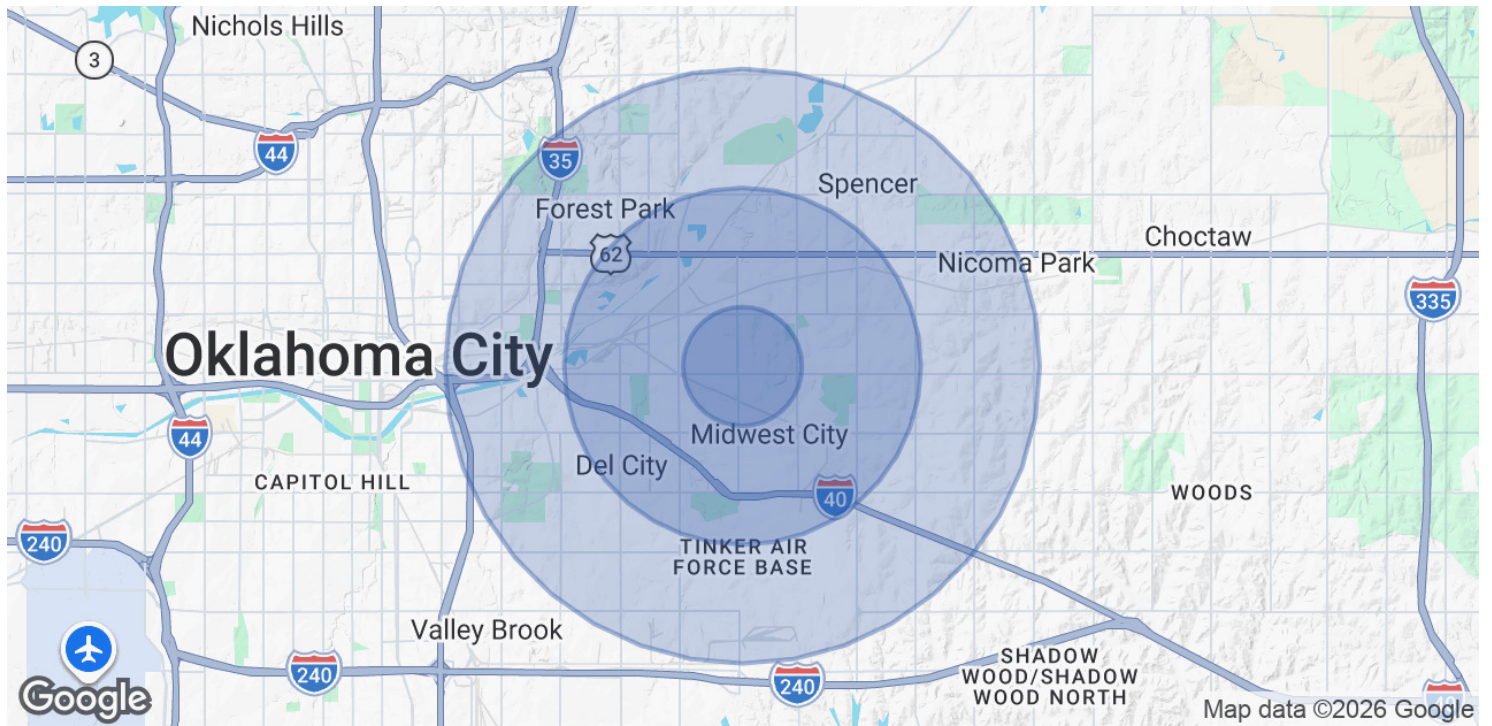 Nichols Hills
3
44
35
Spencer
Forest Park
62
Choctaw
Nicoma Park
335
Oklahoma City
44
Midwest City
Del City
CAPITOL HILL
40
WOODS
240
TINKER AIR
FORCE BASE
Valley Brook
240
240
SHADOW
WOOD/SHADOW
WOOD NORTH
40
Google
Map data ©2026 Google